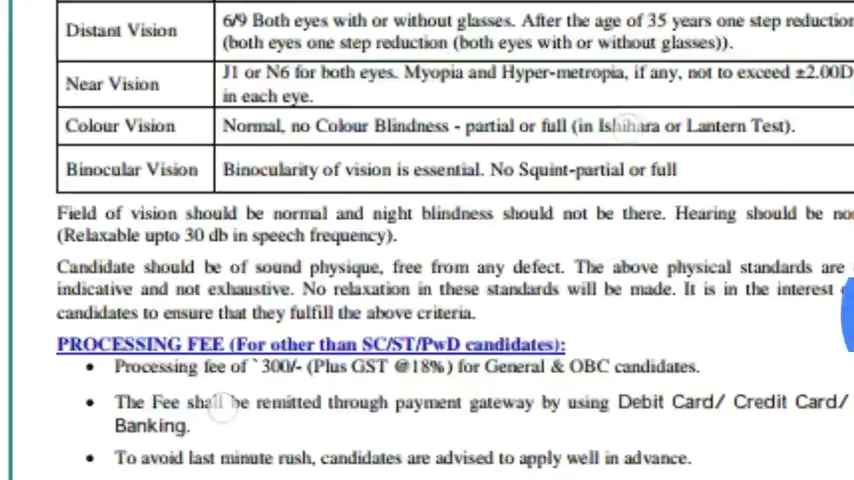 Distant Vision
6/9 Both eyes with or without glasses. After the age of 35 years one step reduction
(both eyes one step reduction (both eyes with or without glasses)).
Near Vision
J1 or N6 for both eyes. Myopia and Hyper-metropia, if any, not to exceed ±2.00D
in each eye.
Colour Vision
Normal, no Colour Blindness - partial or full (in Ishihara or Lantern Test).
Binocular Vision
Binocularity of vision is essential. No Squint-partial or full
Field of vision should be normal and night blindness should not be there. Hearing should be
(Relaxable upto 30 db in speech frequency).
Candidate should be of sound physique, free from any defect. The above physical standards are
indicative and not exhaustive. No relaxation in these standards will be made. It is in the interest
candidates to ensure that they fulfill the above criteria.
PROCESSING FEE (For other than SC/ST/PwD candidates):
• Processing fee of ` 300/- (Plus GST @18%) for General & OBC candidates.
• The Fee shall be remitted through payment gateway by using Debit Card/ Credit Card/
Banking.
• To avoid last minute rush, candidates are advised to apply well in advance.